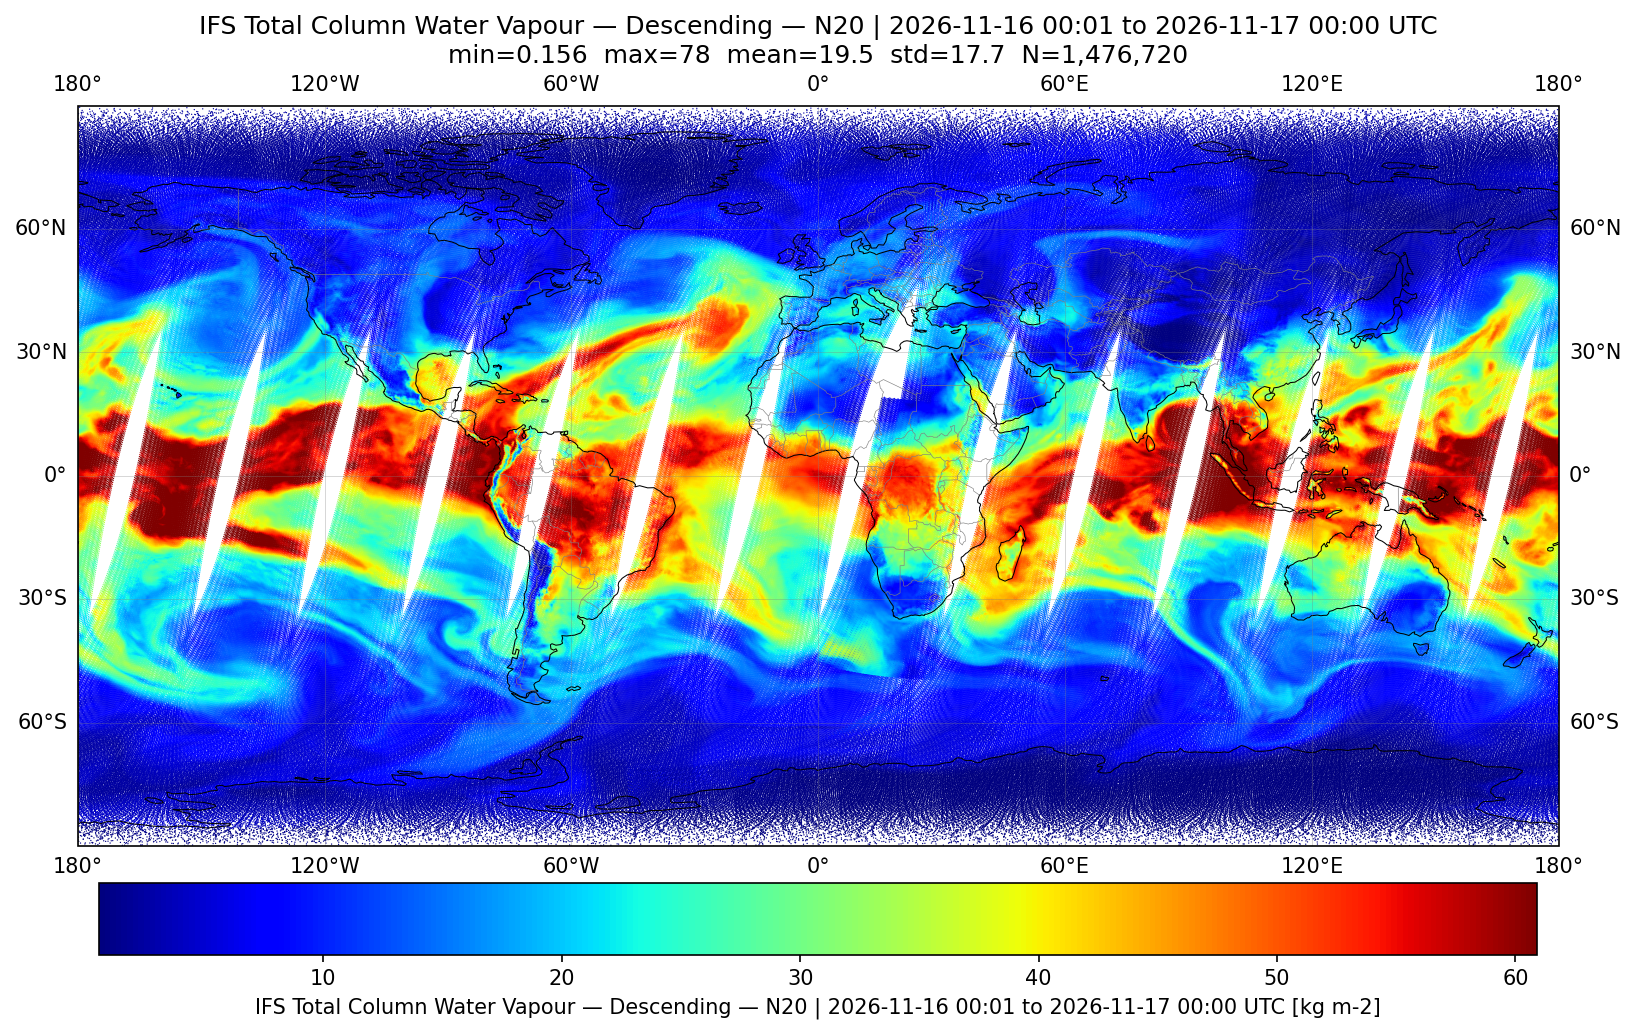 IFS Total Column Water Vapour — Descending — N20 | 2026-11-16 00:01 to 2026-11-17 00:00 UTC
min=0.156 max=78 mean=19.5 std=17.7 N=1,476,720
180° 120°W 60°W 0° 60°E 120°E 180°
60°N 60°N
30°N 30°N
0° 0°
30°S 30°S
60°S 60°S
180° 120°W 60°W 0° 60°E 120°E 180°
10 20 30 40 50 60
IFS Total Column Water Vapour — Descending — N20 | 2026-11-16 00:01 to 2026-11-17 00:00 UTC [kg m-2]